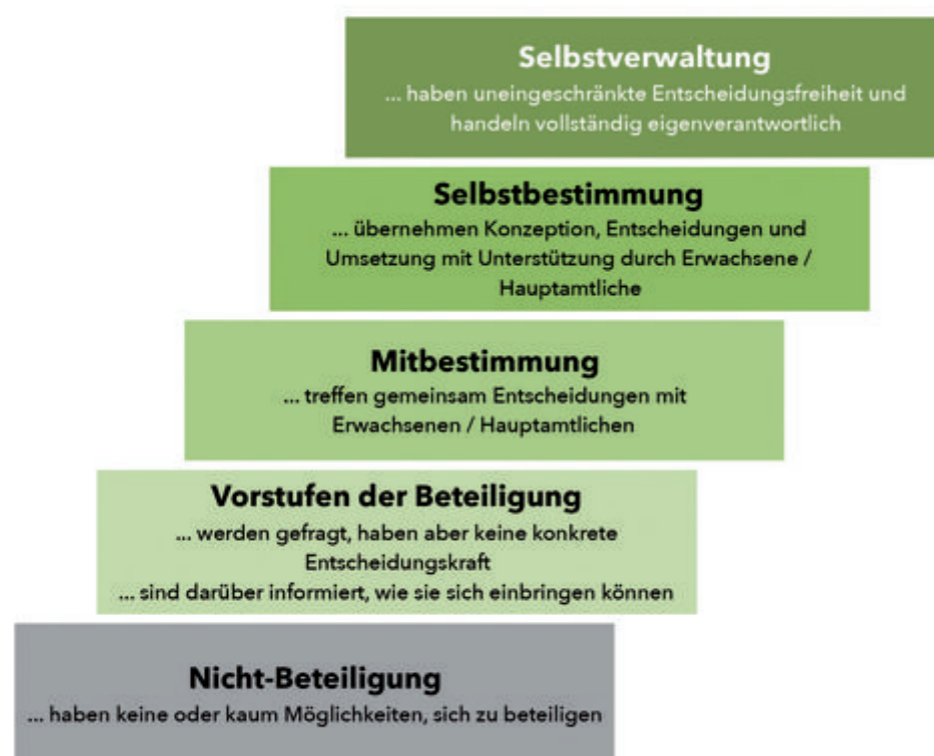 Selbstverwaltung
... haben uneingeschränkte Entscheidungsfreiheit und
handeln vollständig eigenverantwortlich
Selbstbestimmung
... übernehmen Konzeption, Entscheidungen und
Umsetzung mit Unterstützung durch Erwachsene /
Hauptamtliche
Mitbestimmung
... treffen gemeinsam Entscheidungen mit
Erwachsenen / Hauptamtlichen
Vorstufen der Beteiligung
... werden gefragt, haben aber keine konkrete
Entscheidungskraft
... sind darüber informiert, wie sie sich einbringen können
Nicht-Beteiligung
... haben keine oder kaum Möglichkeiten, sich zu beteiligen